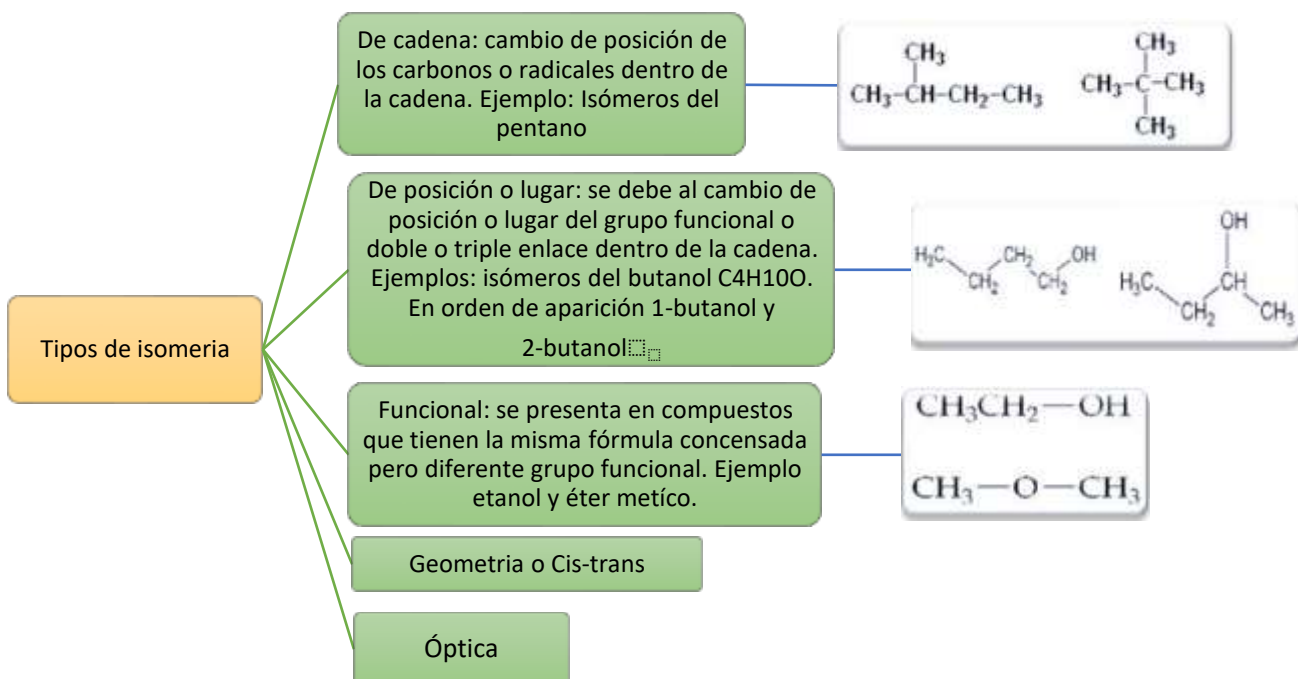 De cadena: cambio de posición de
los carbonos o radicales dentro de
la cadena. Ejemplo: Isómeros del
pentano
CH3
CH3-CH-CH2-CH3
CH3
CH3-C-CH3
CH3
De posición o lugar: se debe al cambio de
posición o lugar del grupo funcional o
doble o triple enlace dentro de la cadena.
Ejemplos: isómeros del butanol C4H10O.
En orden de aparición 1-butanol y
2-butanol
H2C CH2 OH
CH2 CH2
OH
H3C CH
CH2 CH3
Tipos de isomeria
Funcional: se presenta en compuestos
que tienen la misma fórmula concensada
pero diferente grupo funcional. Ejemplo
etanol y éter metíco.
CH3CH2—OH
CH3—O—CH3
Geometria o Cis-trans
Óptica